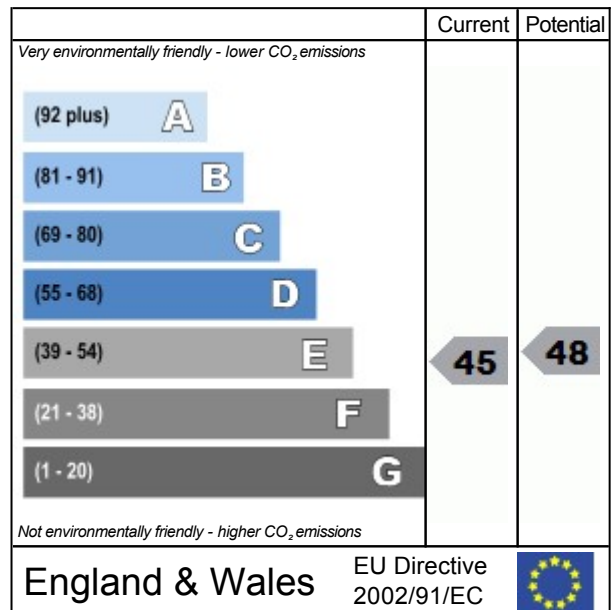 Current Potential
Very environmentally friendly - lower CO₂ emissions
(92 plus) A
(81 - 91) B
(69 - 80) C
(55 - 68) D
(39 - 54) E
45 48
(21 - 38) F
(1 - 20) G
Not environmentally friendly - higher CO₂ emissions
England & Wales
EU Directive
2002/91/EC